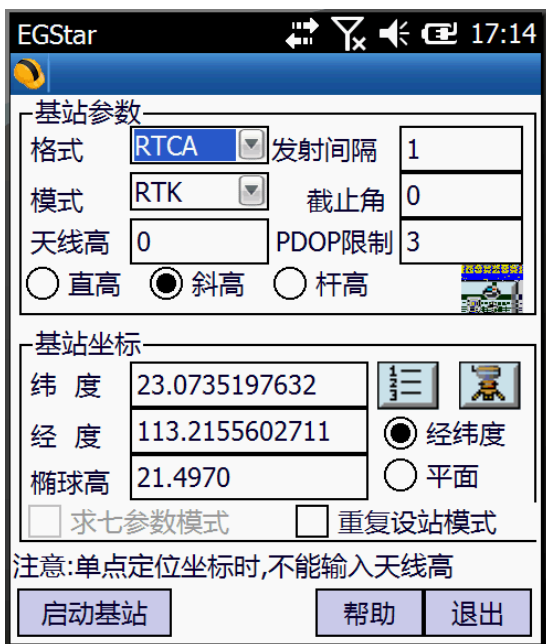 EGStar 17:14
基站参数
格式 RTCA 发射间隔 1
模式 RTK 截止角 0
天线高 0 PDOP限制 3
直高 斜高 杆高
基站坐标
纬 度 23.0735197632
经 度 113.2155602711 经纬度
椭球高 21.4970 平面
求七参数模式 重复设站模式
注意:单点定位坐标时,不能输入天线高
启动基站 帮助 退出